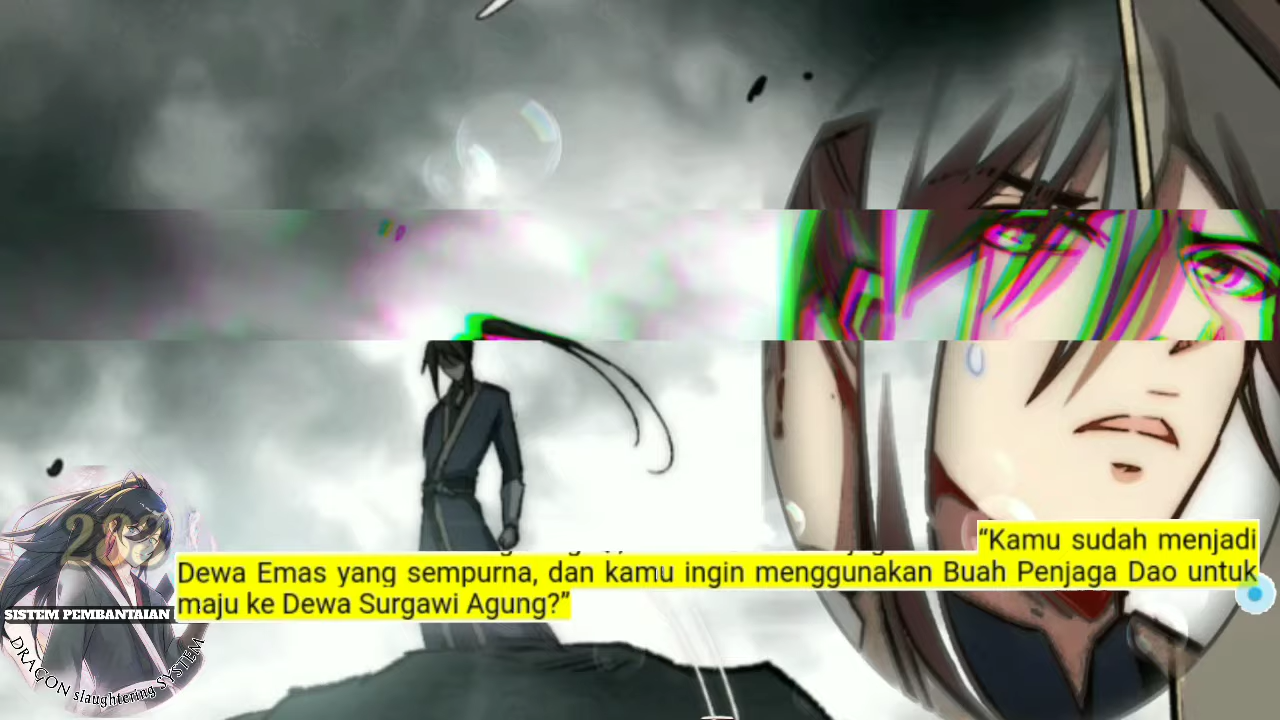 “Kamu sudah menjadi
Dewa Emas yang sempurna, dan kamu ingin menggunakan Buah Penjaga Dao untuk
maju ke Dewa Surgawi Agung?”
SISTEM PEMBANTAIAN
DRACON slaughtering SYSTEM